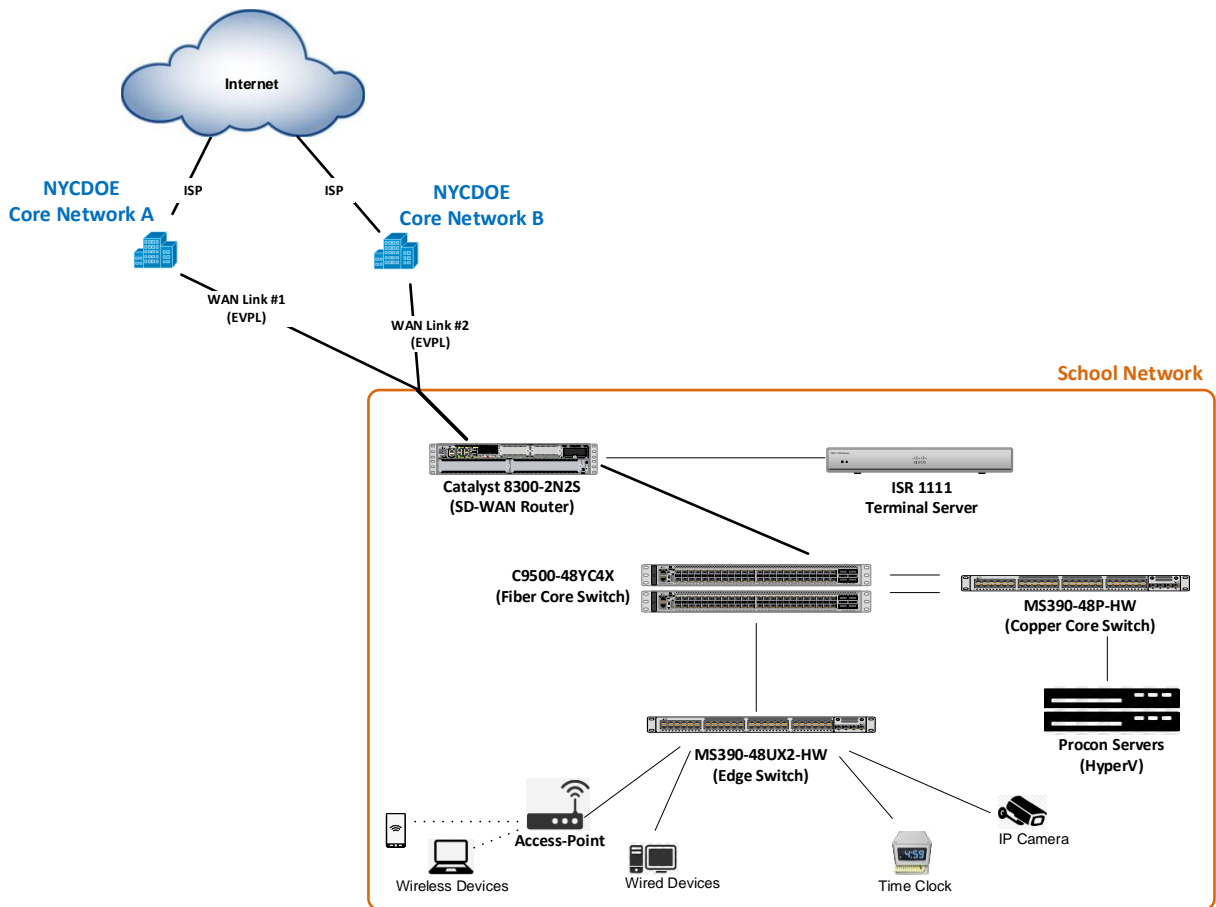 Internet
NYCDOE
Core Network A
ISP
ISP
NYCDOE
Core Network B
WAN Link #1
(EVPL)
WAN Link #2
(EVPL)
School Network
Catalyst 8300-2N2S
(SD-WAN Router)
ISR 1111
Terminal Server
C9500-48YC4X
(Fiber Core Switch)
MS390-48P-HW
(Copper Core Switch)
MS390-48UX2-HW
(Edge Switch)
Procon Servers
(HyperV)
Access-Point
IP Camera
4:59
Wireless Devices
Wired Devices
Time Clock